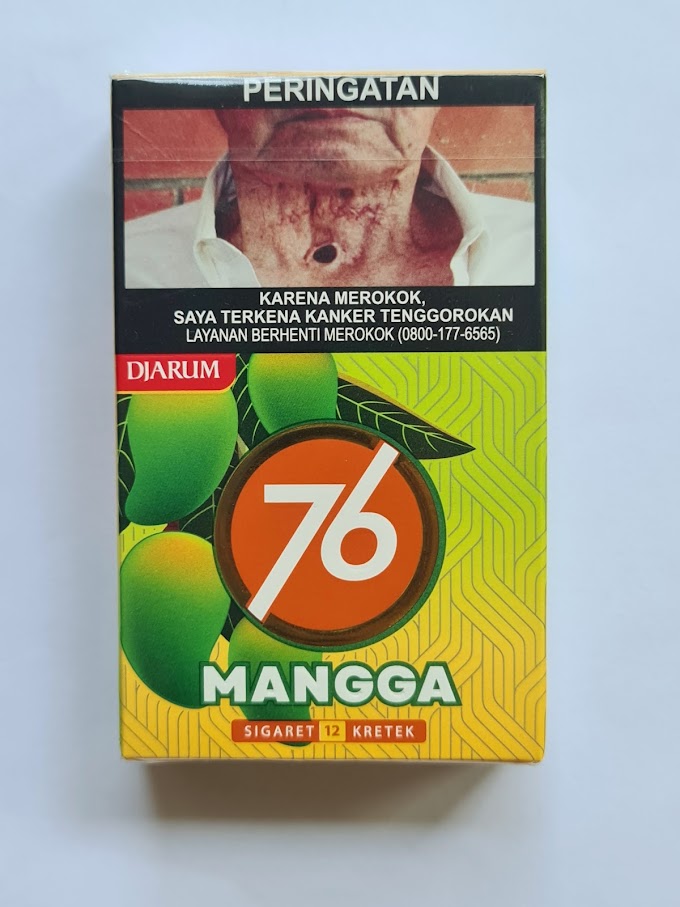 PERINGATAN
KARENA MEROKOK,
SAYA TERKENA KANKER TENGGOROKAN
LAYANAN BERHENTI MEROKOK (0800-177-6565)
DJARUM
76
MANGGA
SIGARET 12 KRETEK